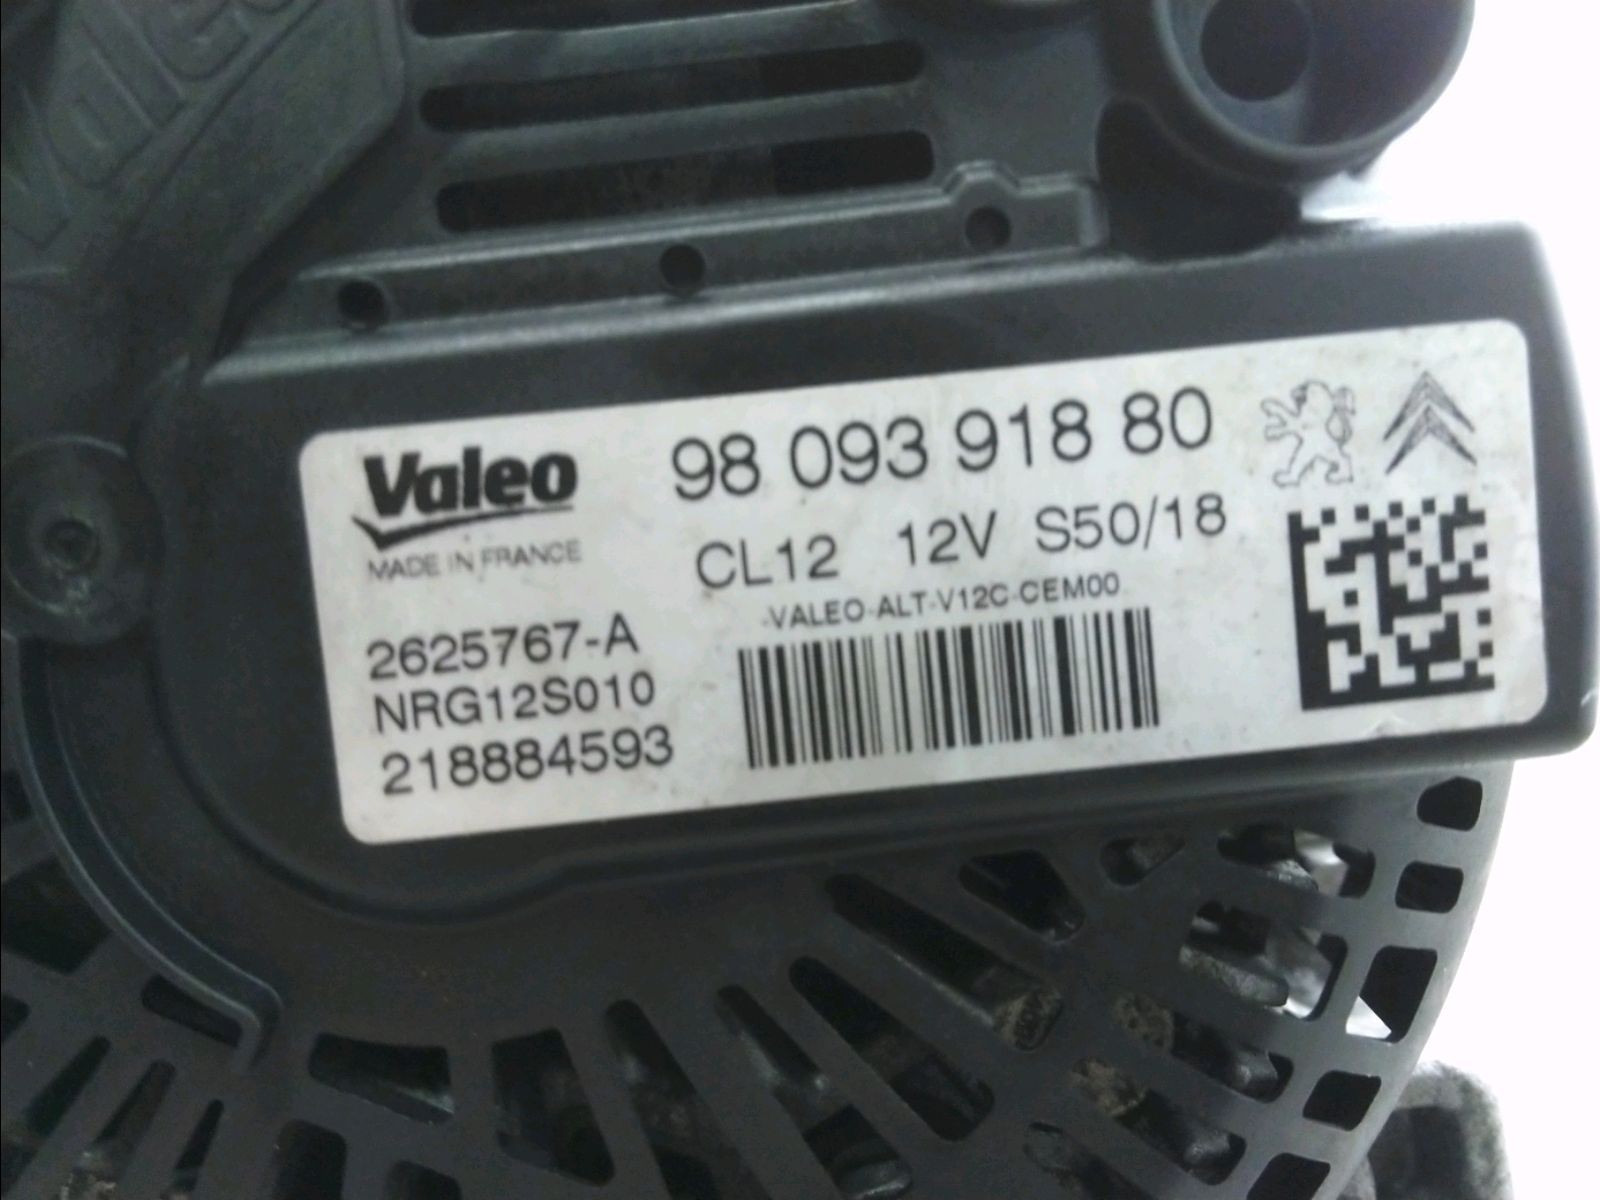 Valeo
Valeo
MADE IN FRANCE
2625767-A
NRG12S010
218884593
98 093 918 80
CL12 12V S50/18
-VALEO-ALT-V12C-CEM00